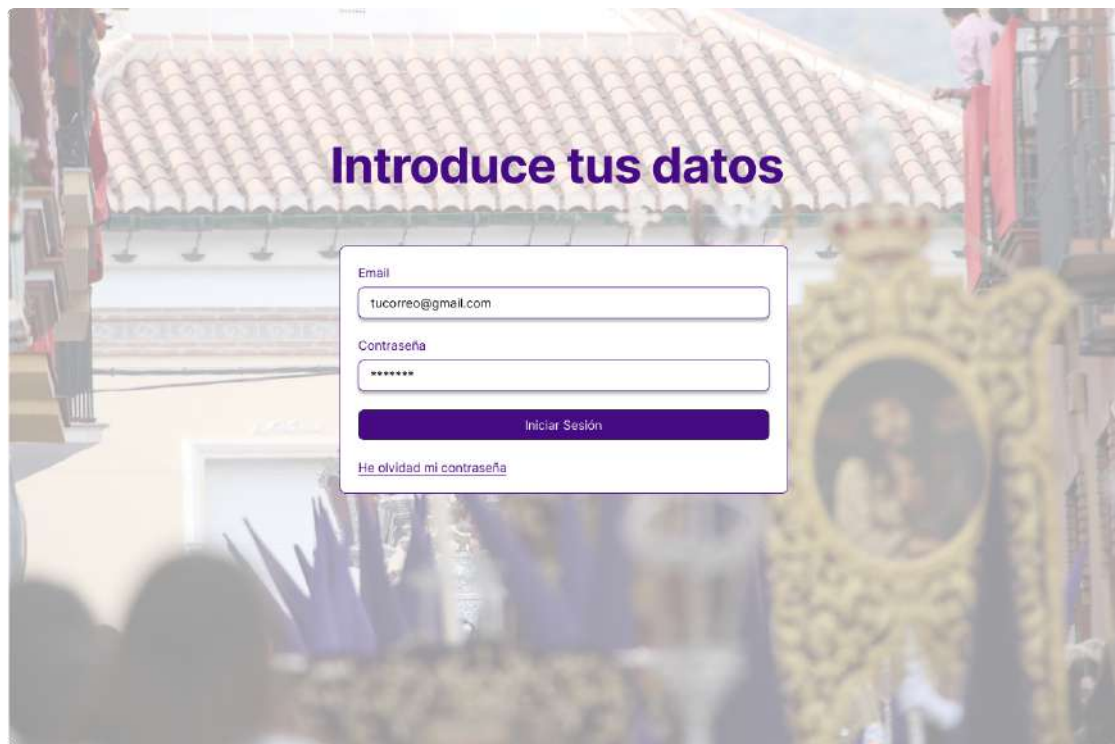 Introduce tus datos
Email
tucorreo@gmail.com
Contraseña
*******
Iniciar Sesión
He olvidad mi contraseña